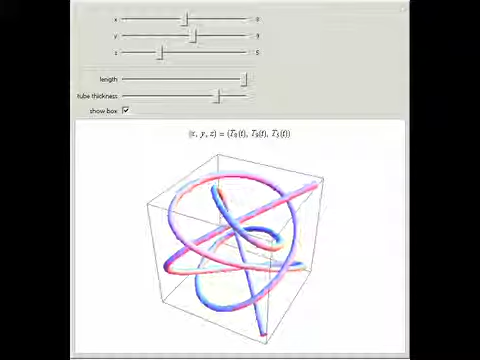 x 8
y 9
z 5
length
tube thickness
show box
(x, y, z) = (T₈(t), T₉(t), T₅(t))